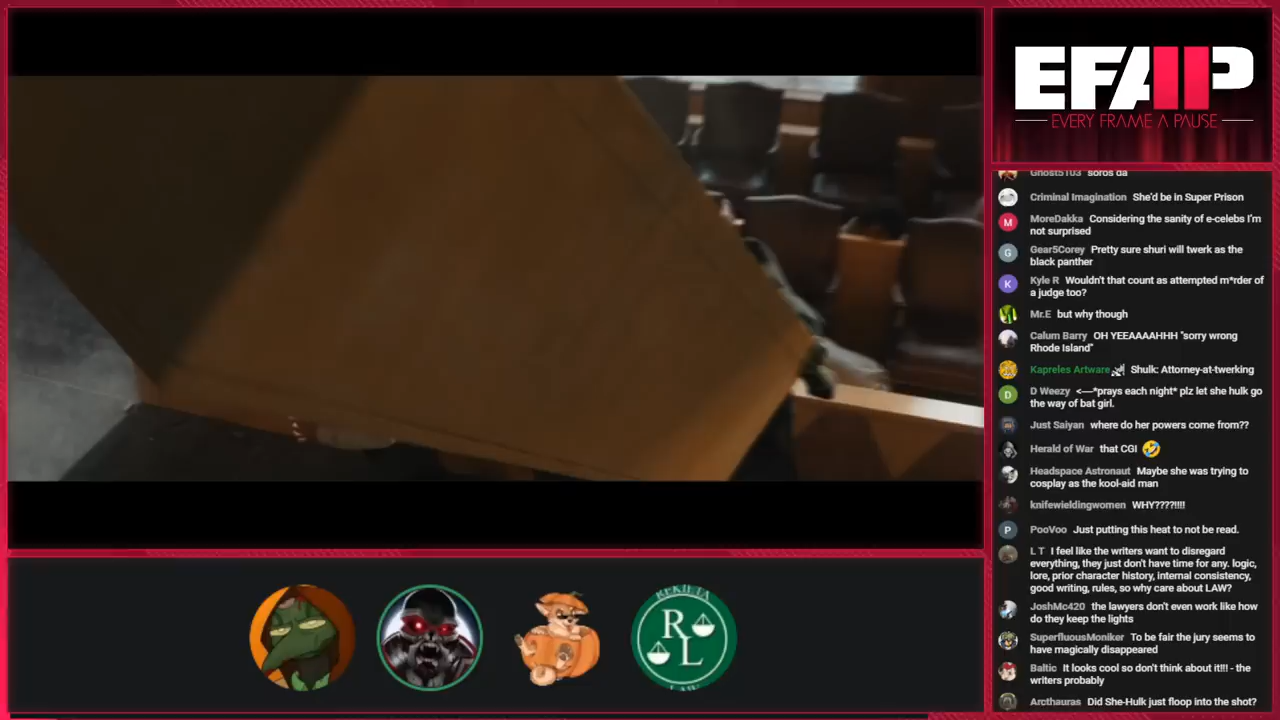 EFAP
EVERY FRAME A PAUSE
Ghost5103 soros da
Criminal Imagination She'd be in Super Prison
MoreDakka Considering the sanity of e-celebs I'm
not surprised
Gear5Corey Pretty sure shuri will twerk as the
black panther
Kyle R Wouldn't that count as attempted m*rder of
a judge too?
Mr.E but why though
Calum Barry OH YEEAAAAHHH "sorry wrong
Rhode Island"
Kapreles Artware Shulk: Attorney-at-twerking
D Weezy <—*prays each night* plz let she hulk go
the way of bat girl.
Just Saiyan where do her powers come from??
Herald of War that CGI 🤣
Headspace Astronaut Maybe she was trying to
cosplay as the kool-aid man
knifewieldingwomen WHY????!!!!
PooVoo Just putting this heat to not be read.
L T I feel like the writers want to disregard
everything, they just don't have time for any. logic,
lore, prior character history, internal consistency,
good writing, rules, so why care about LAW?
JoshMc420 the lawyers don't even work like how
do they keep the lights
SuperfluousMoniker To be fair the jury seems to
have magically disappeared
Baltic It looks cool so don't think about it!!! - the
writers probably
Arcthauras Did She-Hulk just floop into the shot?
M
G
K
D
P
REKIETA
R
L
LAW